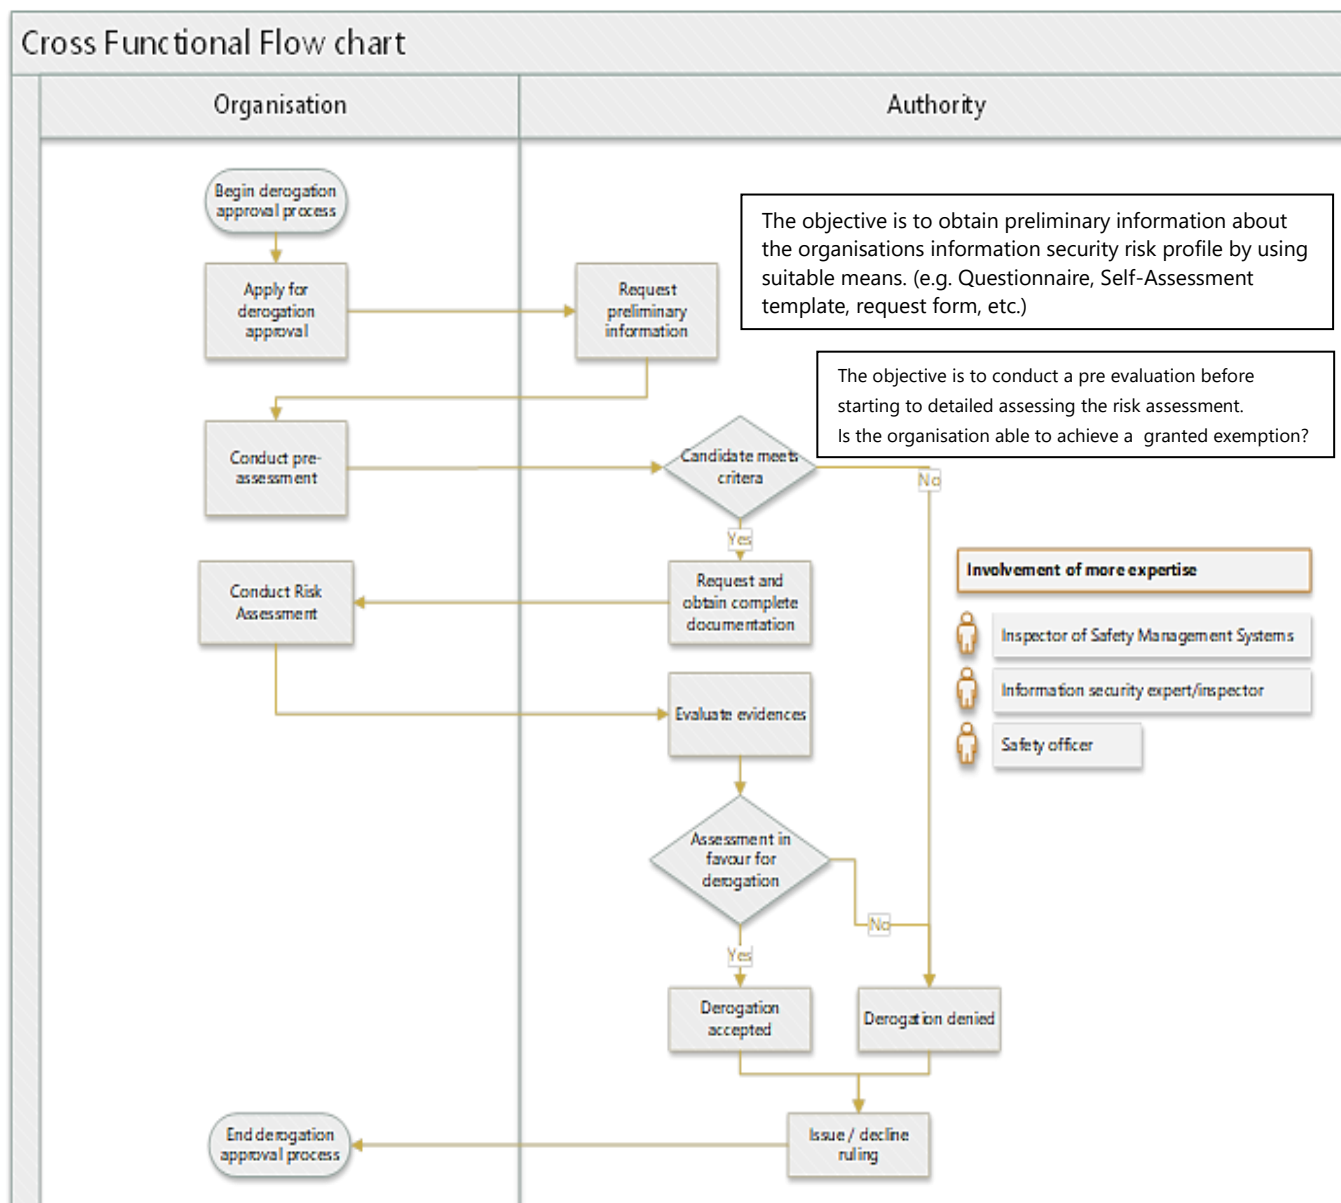 Cross Functional Flow chart
Organisation
Authority
Begin derogation
approval process
The objective is to obtain preliminary information about
the organisations information security risk profile by using
suitable means. (e.g. Questionnaire, Self-Assessment
template, request form, etc.)
Apply for
derogation
approval
Request
preliminary
information
The objective is to conduct a pre evaluation before
starting to detailed assessing the risk assessment.
Is the organisation able to achieve a granted exemption?
Conduct pre-
assessment
Candidate meets
critera
No
Yes
Conduct Risk
Assessment
Request and
obtain complete
documentation
Involvement of more expertise
Inspector of Safety Management Systems
Information security expert/inspector
Safety officer
Evaluate evidences
Assessment in
favour for
derogation
No
Yes
Derogation
accepted
Derogation denied
Issue / decline
ruling
End derogation
approval process